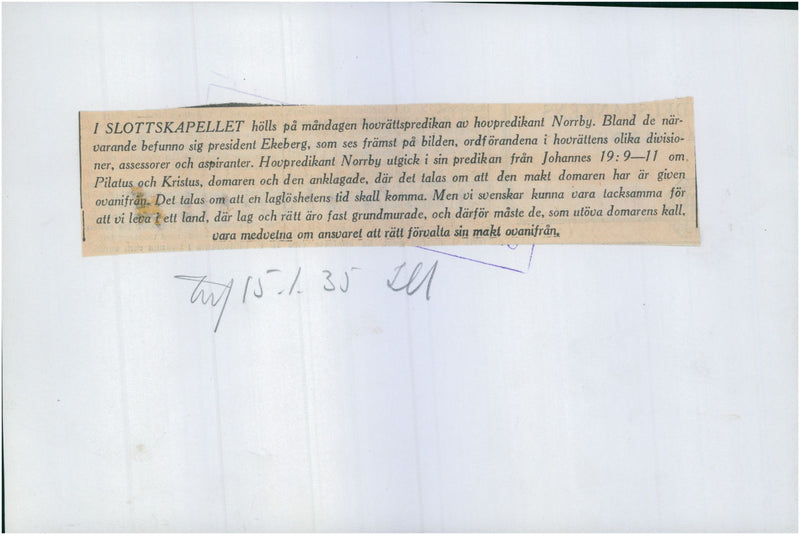 I SLOTTSKAPELLET hölls på måndagen hovrättspredikan av hovpredikant Norrby. Bland de när-
varande befunno sig president Ekeberg, som ses främst på bilden, ordförandena i hovrättens olika divisio-
ner, assessorer och aspiranter. Hovpredikant Norrby utgick i sin predikan från Johannes 19: 9—11 om
Pilatus och Kristus, domaren och den anklagade, där det talas om att den makt domaren har är given
ovanifrån. Det talas om att en laglöshetens tid skall komma. Men vi svenskar kunna vara tacksamma för
att vi leva i ett land, där lag och rätt äro fast grundmurade, och därför måste de, som utöva domarens kall,
vara medvetna om ansvaret att rätt förvalta sin makt ovanifrån.
15.1.35